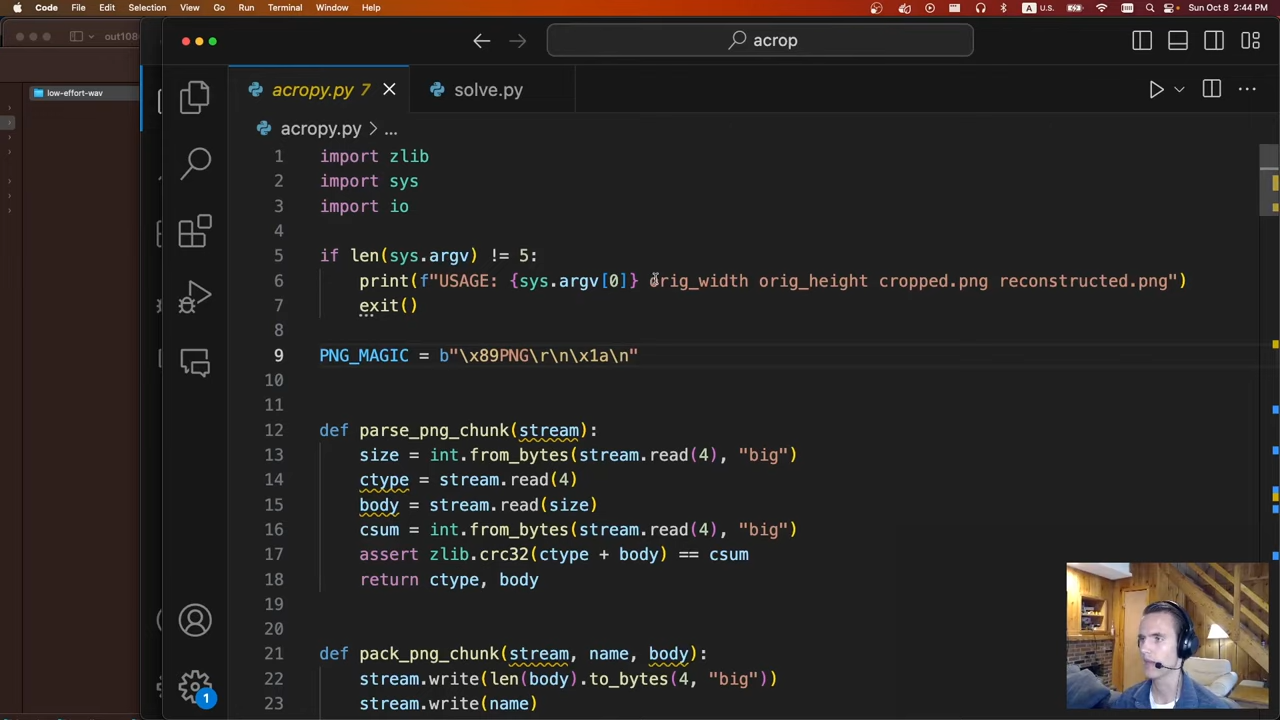 Code File Edit Selection View Go Run Terminal Window Help
U.S.
Sun Oct 8 2:44 PM
out108
low-effort-wav
acrop
acropy.py 7
solve.py
acropy.py > ...
1 import zlib
2 import sys
3 import io
4
5 if len(sys.argv) != 5:
6 print(f"USAGE: {sys.argv[0]} orig_width orig_height cropped.png reconstructed.png")
7 exit()
8
9 PNG_MAGIC = b"\x89PNG\r\n\x1a\n"
10
11
12 def parse_png_chunk(stream):
13 size = int.from_bytes(stream.read(4), "big")
14 ctype = stream.read(4)
15 body = stream.read(size)
16 csum = int.from_bytes(stream.read(4), "big")
17 assert zlib.crc32(ctype + body) == csum
18 return ctype, body
19
20
21 def pack_png_chunk(stream, name, body):
22 stream.write(len(body).to_bytes(4, "big"))
23 stream.write(name)
1